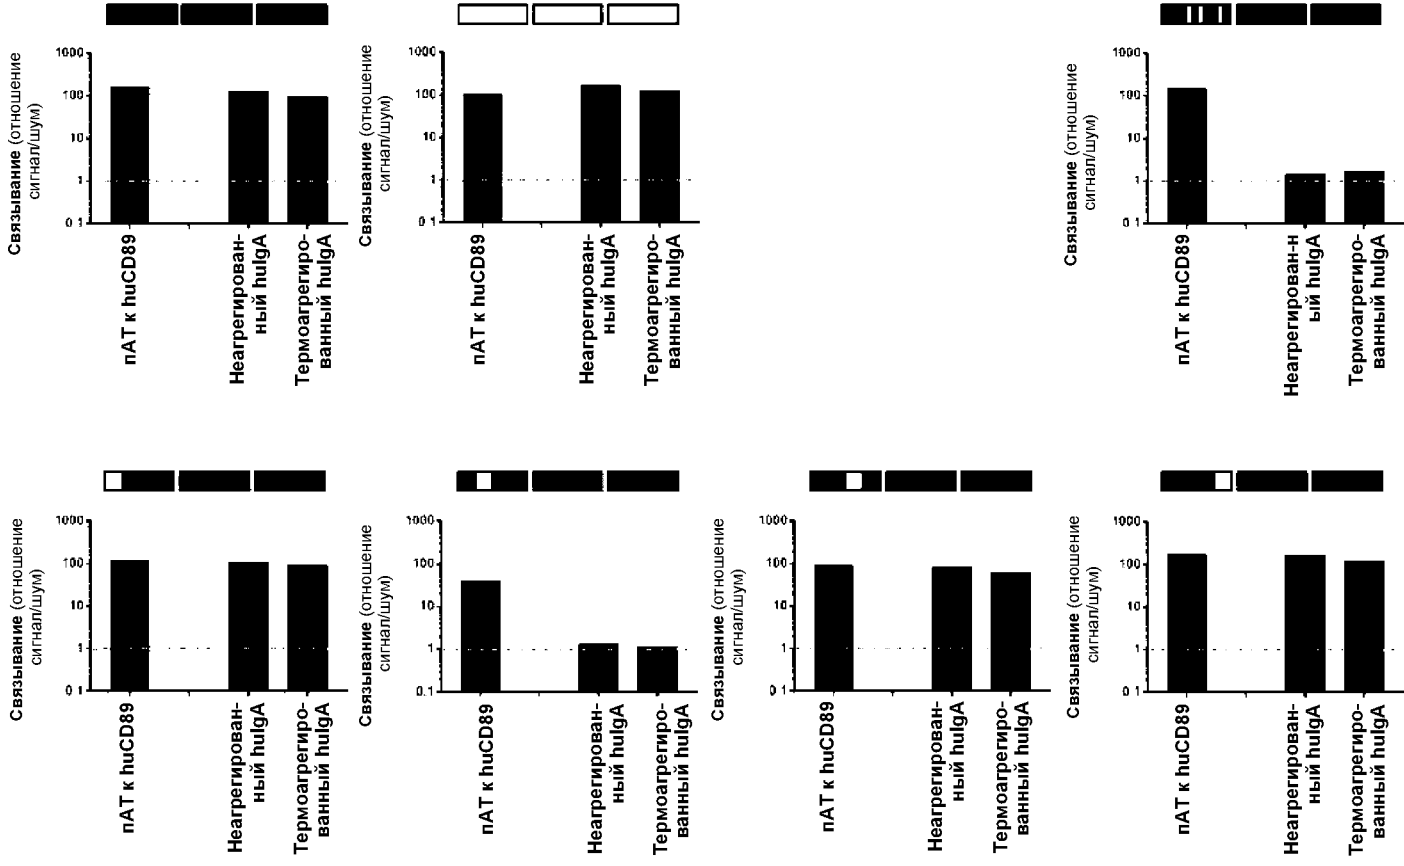 1000
100
10
1
0 1
Связывание (отношение
сигнал/шум)
пАТ к huCD89
Неагрегирован-
ный huIgA
Термоагрегиро-
ванный huIgA
1000
100
10
1
0.1
Связывание (отношение
сигнал/шум)
пАТ к huCD89
Неагрегирован-
ный huIgA
Термоагрегиро-
ванный huIgA
1000
100
10
1
0.1
Связывание (отношение
сигнал/шум)
пАТ к huCD89
Неагрегирован-н
ый huIgA
Термоагрегиро-
ванный huIgA
1000
100
10
1
0 1
Связывание (отношение
сигнал/шум)
пАТ к huCD89
Неагрегирован-
ный huIgA
Термоагрегиро-
ванный huIgA
1000
100
10
1
0.1
Связывание (отношение
сигнал/шум)
пАТ к huCD89
Неагрегирован-
ный huIgA
Термоагрегиро-
ванный huIgA
1000
100
10
1
0 1
Связывание (отношение
сигнал/шум)
пАТ к huCD89
Неагрегирован-
ный huIgA
Термоагрегиро-
ванный huIgA
1000
100
10
1
0 1
Связывание (отношение
сигнал/шум)
пАТ к huCD89
Неагрегирован-
ный huIgA
Термоагрегиро-
ванный huIgA